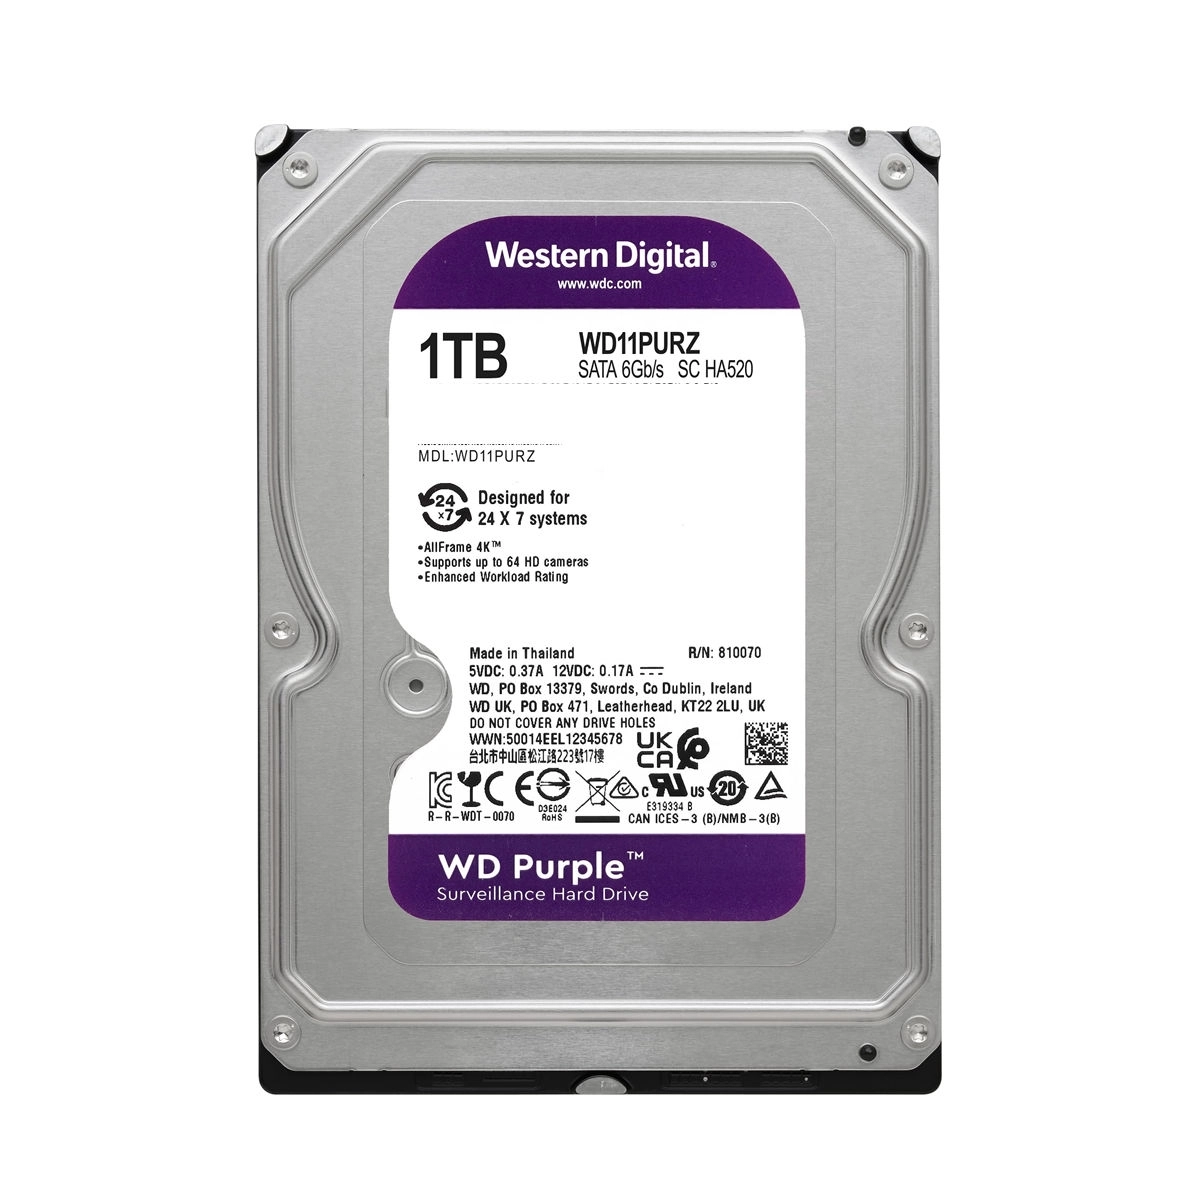 Western Digital®
www.wdc.com
1TB
WD11PURZ
SATA 6Gb/s SC HA520
MDL:WD11PURZ
24
x7
Designed for
24 X 7 systems
•AllFrame 4K™
•Supports up to 64 HD cameras
•Enhanced Workload Rating
Made in Thailand R/N: 810070
5VDC: 0.37A 12VDC: 0.17A
WD, PO Box 13379, Swords, Co Dublin, Ireland
WD UK, PO Box 471, Leatherhead, KT22 2LU, UK
DO NOT COVER ANY DRIVE HOLES
WWN:50014EEL12345678
UK
CA
台北市中山區松江路223號17樓
CE
c RU US
20
R-R-WDT-0070
D3E024
RoHS
E319334 B
CAN ICES-3 (B)/NMB-3(B)
WD Purple™
Surveillance Hard Drive